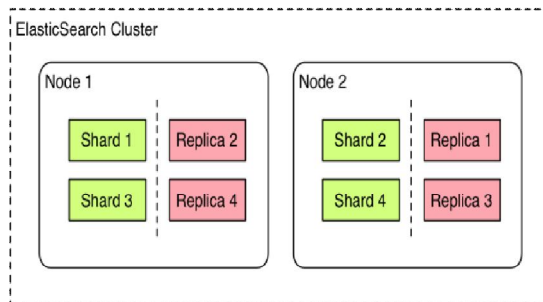 ElasticSearch Cluster
Node 1
Shard 1
Replica 2
Shard 3
Replica 4
Node 2
Shard 2
Replica 1
Shard 4
Replica 3